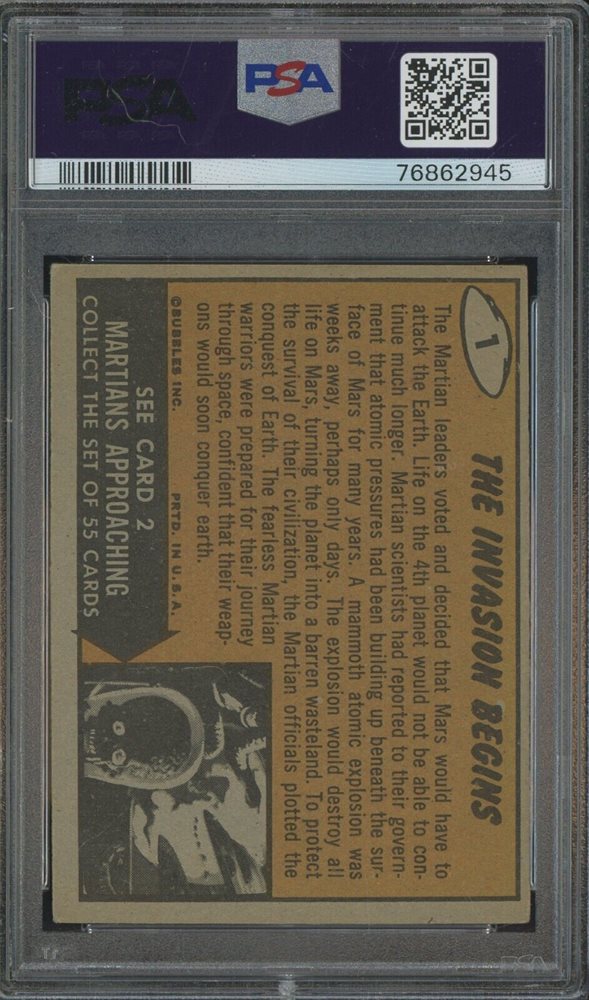 PSA
PSA
76862945
1
THE INVASION BEGINS
The Martian leaders voted and decided that Mars would have to
attack the Earth. Life on the 4th planet would not be able to con-
tinue much longer. Martian scientists had reported to their govern-
ment that atomic pressures had been building up beneath the sur-
face of Mars for many years. A mammoth atomic explosion was
weeks away, perhaps only days. The explosion would destroy all
life on Mars, turning the planet into a barren wasteland. To protect
the survival of their civilization, the Martian officials plotted the
conquest of Earth. The fearless Martian
warriors were prepared for their journey
through space, confident that their weap-
ons would soon conquer earth.
©BUBBLES INC. PRTD. IN U.S.A.
SEE CARD 2
MARTIANS APPROACHING
COLLECT THE SET OF 55 CARDS
PSA